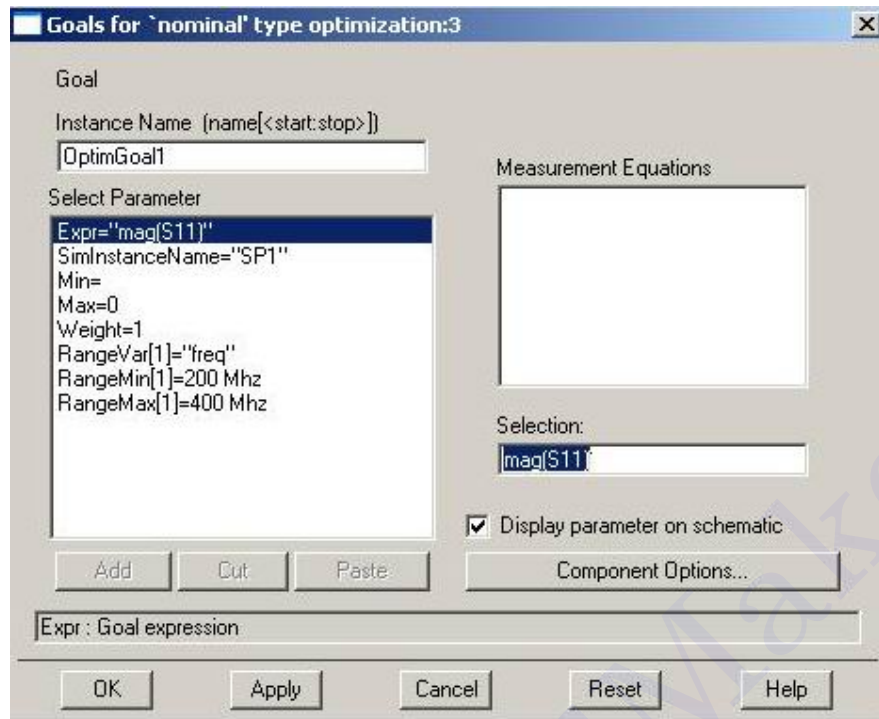 Goals for `nominal' type optimization:3
Goal
Instance Name (name[<start:stop>])
OptimGoal1
Select Parameter
Expr="mag(S11)"
SimInstanceName="SP1"
Min=
Max=0
Weight=1
RangeVar[1]="freq"
RangeMin[1]=200 Mhz
RangeMax[1]=400 Mhz
Add
Cut
Paste
Measurement Equations
Selection:
mag(S11)
Display parameter on schematic
Component Options...
Expr : Goal expression
OK
Apply
Cancel
Reset
Help